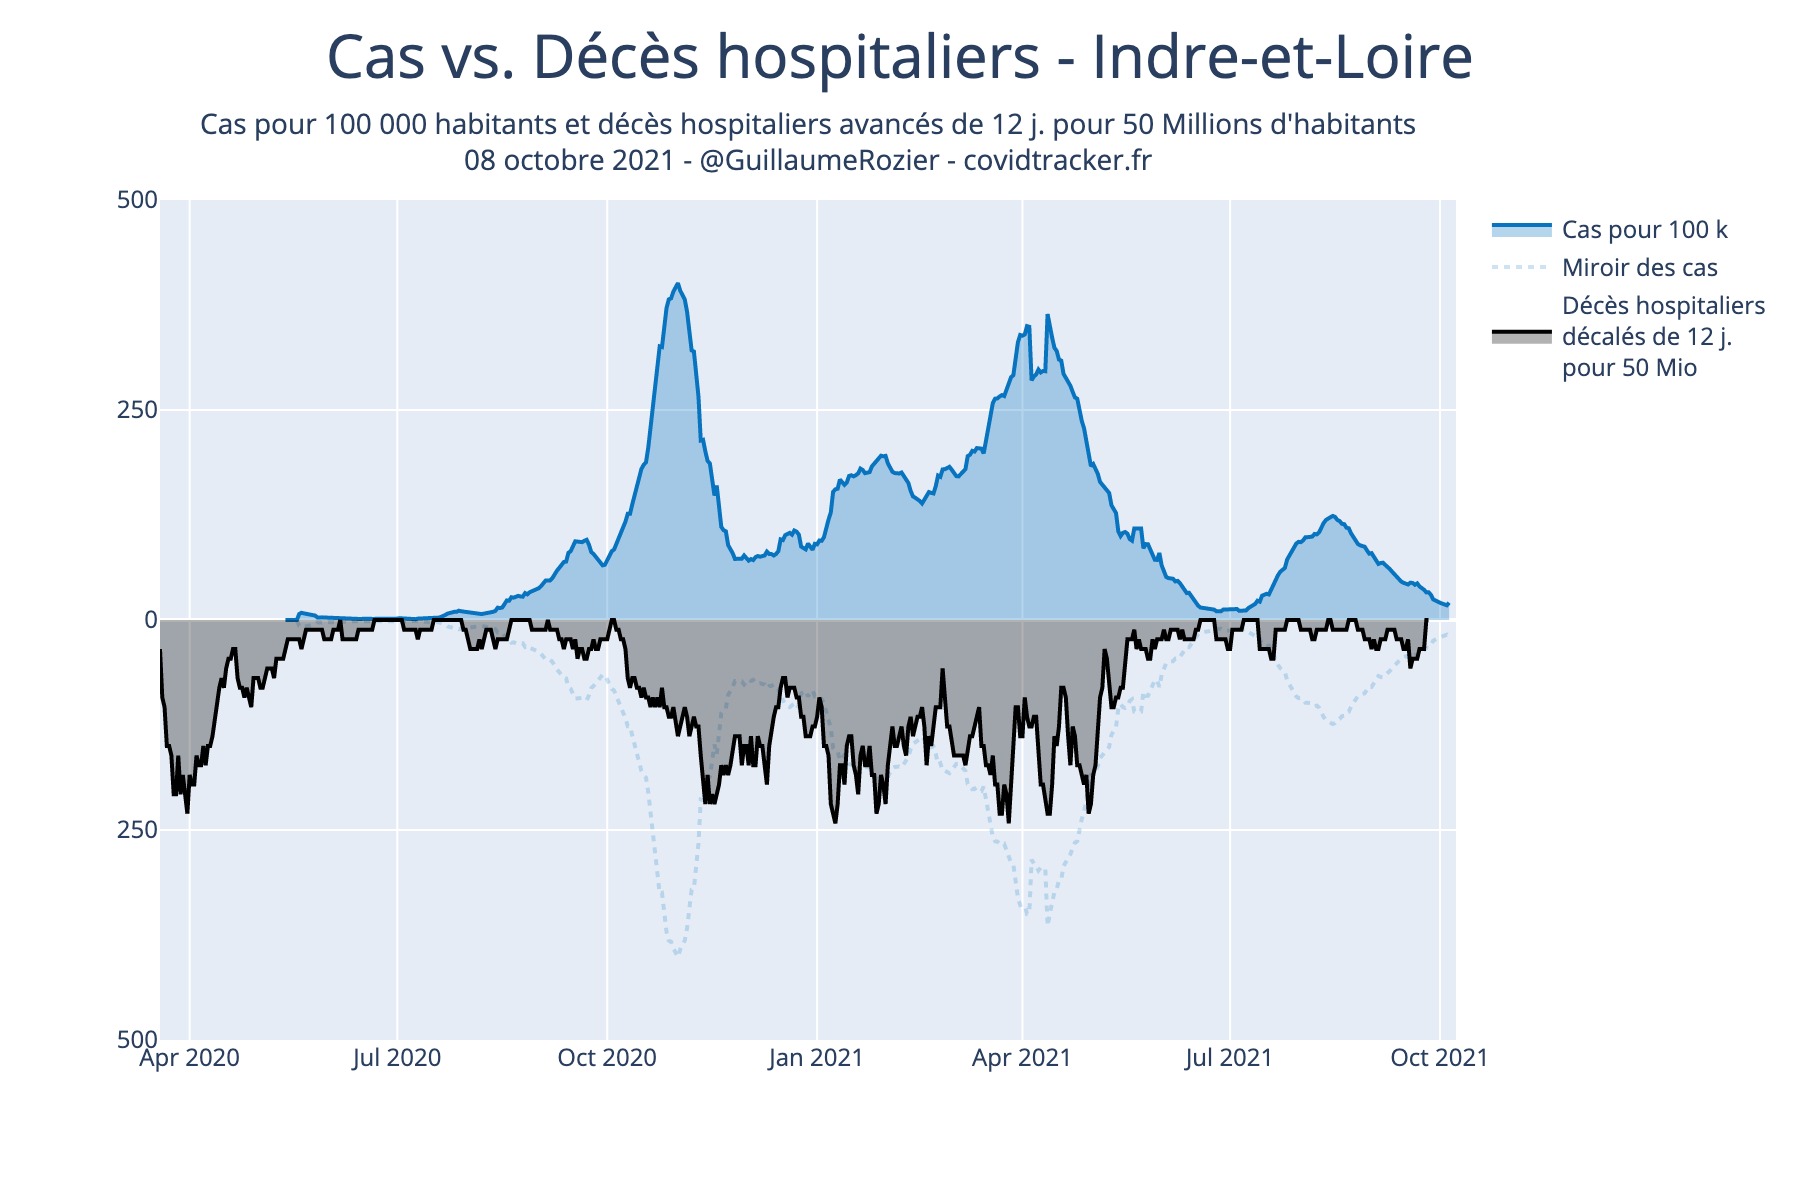 Cas vs. Décès hospitaliers - Indre-et-Loire
Cas pour 100 000 habitants et décès hospitaliers avancés de 12 j. pour 50 Millions d'habitants
08 octobre 2021 - @GuillaumeRozier - covidtracker.fr
500
250
0
250
500
Apr 2020
Jul 2020
Oct 2020
Jan 2021
Apr 2021
Jul 2021
Oct 2021
Cas pour 100 k
Miroir des cas
Décès hospitaliers
décalés de 12 j.
pour 50 Mio